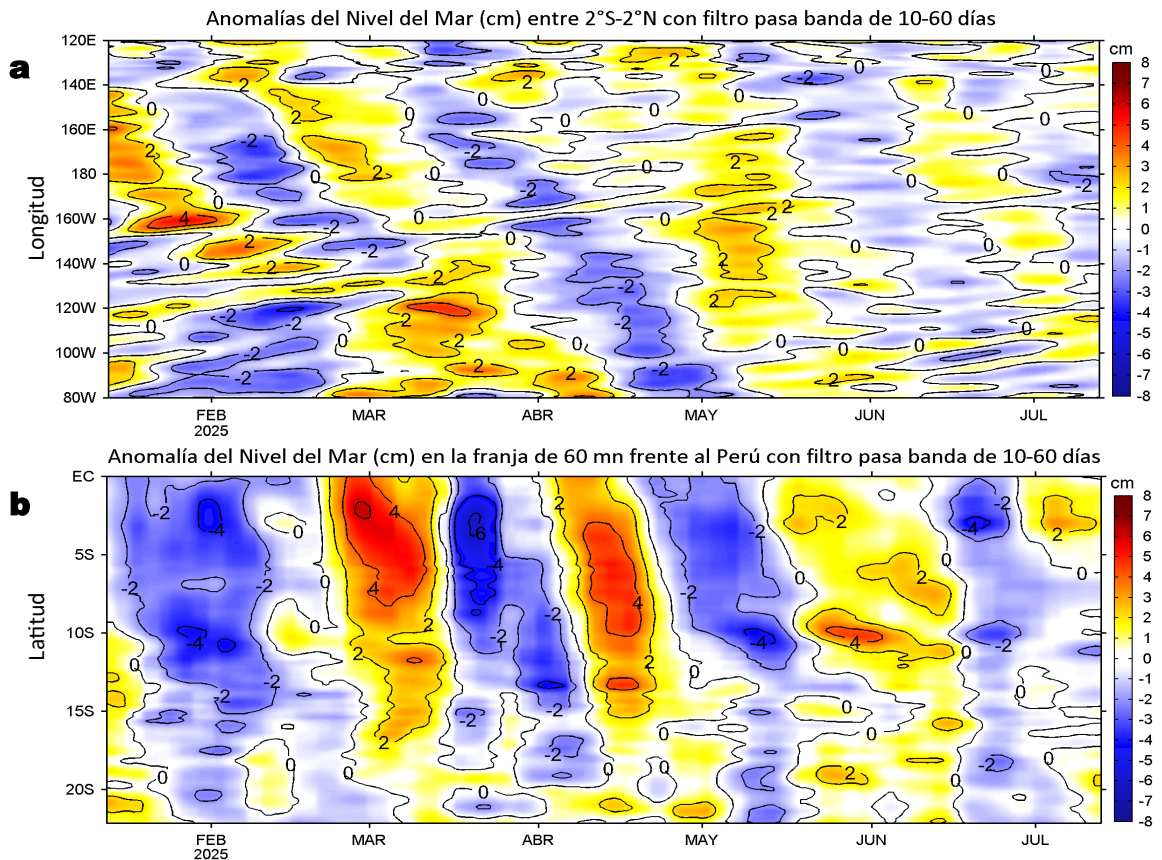 Anomalías del Nivel del Mar (cm) entre 2°S-2°N con filtro pasa banda de 10-60 días
a
Longitud
120E
140E
160E
180
160W
140W
120W
100W
80W
FEB
2025
MAR
ABR
MAY
JUN
JUL
cm
8
7
6
5
4
3
2
1
0
-1
-2
-3
-4
-5
-6
-7
-8
Anomalía del Nivel del Mar (cm) en la franja de 60 mn frente al Perú con filtro pasa banda de 10-60 días
b
Latitud
EC
5S
10S
15S
20S
FEB
2025
MAR
ABR
MAY
JUN
JUL
cm
8
7
6
5
4
3
2
1
0
-1
-2
-3
-4
-5
-6
-7
-8